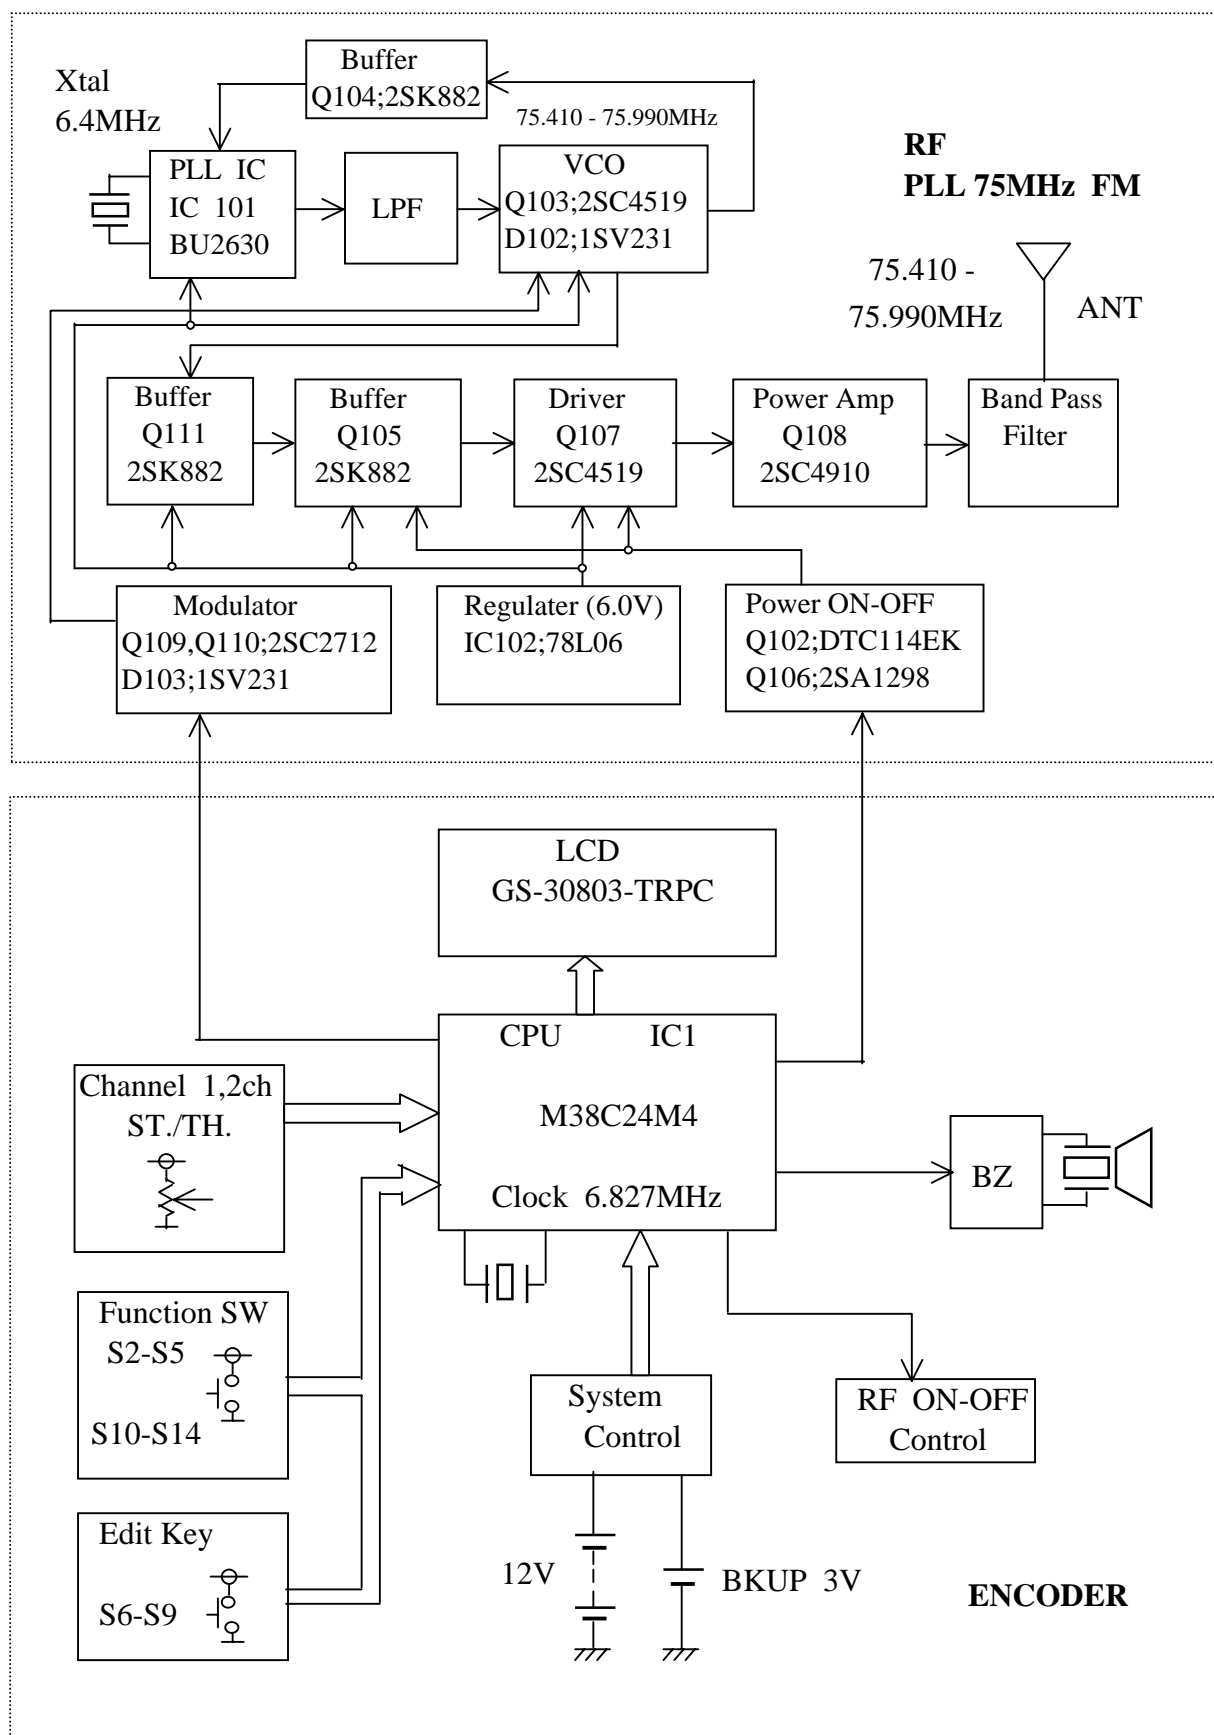 Xtal
6.4MHz
Buffer
Q104;2SK882
75.410 - 75.990MHz
RF
PLL 75MHz FM
PLL IC
IC 101
BU2630
LPF
VCO
Q103;2SC4519
D102;1SV231
75.410 -
75.990MHz
ANT
Buffer
Q111
2SK882
Buffer
Q105
2SK882
Driver
Q107
2SC4519
Power Amp
Q108
2SC4910
Band Pass
Filter
Modulator
Q109,Q110;2SC2712
D103;1SV231
Regulater (6.0V)
IC102;78L06
Power ON-OFF
Q102;DTC114EK
Q106;2SA1298
LCD
GS-30803-TRPC
CPU IC1
M38C24M4
Clock 6.827MHz
Channel 1,2ch
ST./TH.
BZ
Function SW
S2-S5
S10-S14
System
Control
RF ON-OFF
Control
Edit Key
S6-S9
12V
BKUP 3V
ENCODER